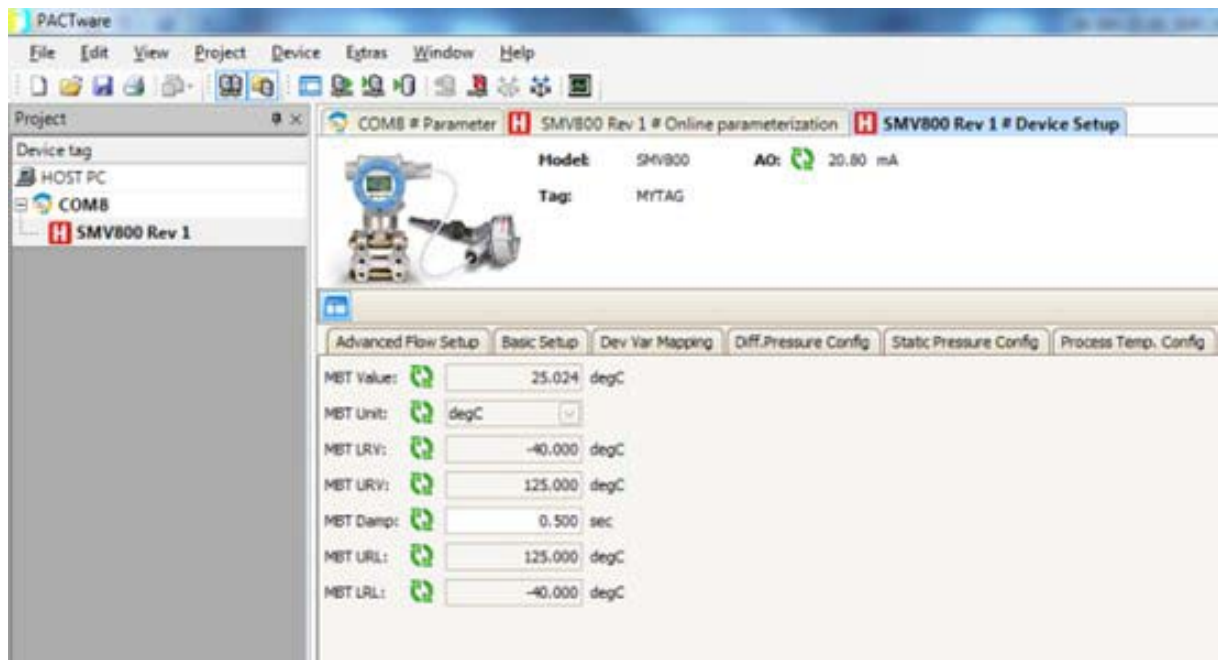 PACTware
File Edit View Project Device Extras Window Help
Project
COM8 # Parameter H SMV800 Rev 1 # Online parameterization H SMV800 Rev 1 # Device Setup
Device tag
HOST PC
COM8
H SMV800 Rev 1
Model: SMV800 AO: 20.80 mA
Tag: MYTAG
Advanced Flow Setup Basic Setup Dev Var Mapping Diff.Pressure Config Static Pressure Config Process Temp. Config
MBT Value: 25.024 degC
MBT Unit: degC
MBT LRV: -40.000 degC
MBT URV: 125.000 degC
MBT Damp: 0.500 sec
MBT URL: 125.000 degC
MBT LRL: -40.000 degC